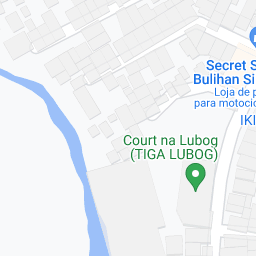 Secret S
Bulihan Si
Loja de p
para motocic
IKI
Court na Lubog
(TIGA LUBOG)